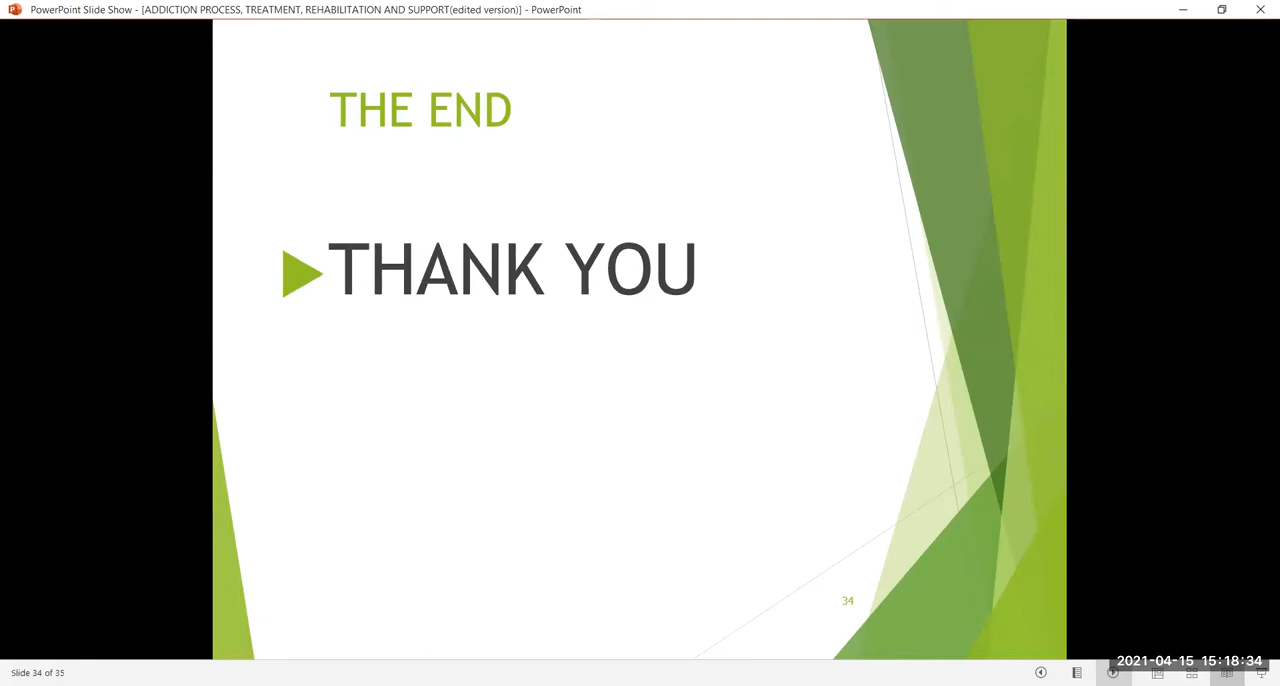 PowerPoint Slide Show - [ADDICTION PROCESS, TREATMENT, REHABILITATION AND SUPPORT(edited version)] - PowerPoint
THE END
THANK YOU
34
2021-04-15 15:18:34
Slide 34 of 35